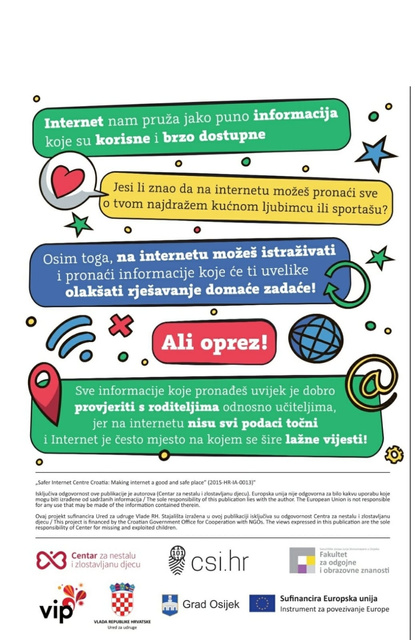 Internet nam pruža jako puno informacija
koje su korisne i brzo dostupne
Jesi li znao da na internetu možeš pronaći sve
o tvom najdražem kućnom ljubimcu ili sportašu?
Osim toga, na internetu možeš istraživati
i pronaći informacije koje će ti uvelike
olakšati rješavanje domaće zadaće!
Ali oprez!
@
Sve informacije koje pronađeš uvijek je dobro
provjeriti s roditeljima odnosno učiteljima,
jer na internetu nisu svi podaci točni
i Internet je često mjesto na kojem se šire lažne vijesti!
„Safer Internet Centre Croatia: Making internet a good and safe place" (2015-HR-IA-0013)"
Isključiva odgovornost ove publikacije je autorova (Centar za nestalu i zlostavljanu djecu). Europska unija nije odgovorna za bilo kakvu uporabu koje
mogu biti izrađene od sadržanih informacija / The sole responsibility of this publication lies with the author. The European Union is not responsible
for any use that may be made of the information contained therein.
Ovaj projekt sufinancira Ured za udruge Vlade RH. Stajališta izražena u ovoj publikaciji isključiva su odgovornost Centra za nestalu i zlostavljanu
djecu / This project is financed by the Croatian Government Office for Cooperation with NGOs. The views expressed in this publication are the sole
responsibility of Center for missing and exploited children.
Centar za nestalu
i zlostavljanu djecu
csi.hr
Fakultet
za odgojne
i obrazovne znanosti
vip
VLADA REPUBLIKE HRVATSKE
Ured za udruge
Grad Osijek
Sufinancira Europska unija
Instrument za povezivanje Europe